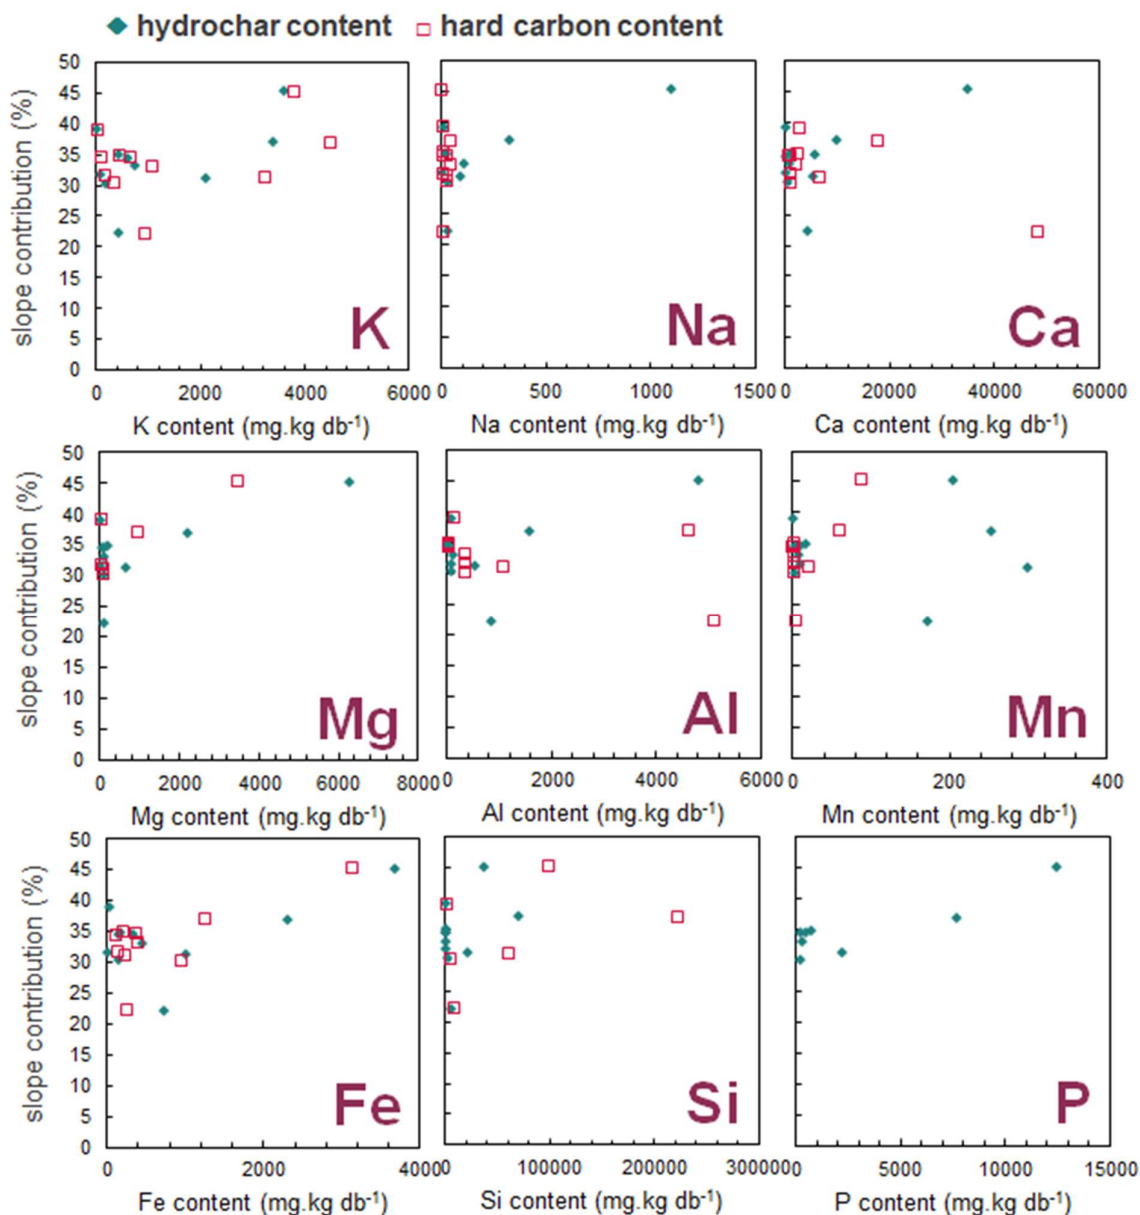 hydrochar content hard carbon content
slope contribution (%)
50
45
40
35
30
25
20
15
10
5
0
K
Na
Ca
0 2000 4000 6000
0 500 1000 1500
0 20000 40000 60000
K content (mg.kg db-1)
Na content (mg.kg db-1)
Ca content (mg.kg db-1)
slope contribution (%)
50
45
40
35
30
25
20
15
10
5
0
Mg
Al
Mn
0 2000 4000 6000 8000
0 2000 4000 6000
0 200 400
Mg content (mg.kg db-1)
Al content (mg.kg db-1)
Mn content (mg.kg db-1)
slope contribution (%)
50
45
40
35
30
25
20
15
10
5
0
Fe
Si
P
0 2000 4000
0 100000 200000 300000
0 5000 10000 15000
Fe content (mg.kg db-1)
Si content (mg.kg db-1)
P content (mg.kg db-1)